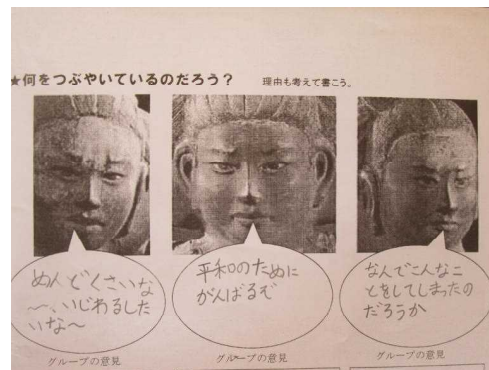 ★何をつぶやいているのだろう？ 理由も考えて書こう。
めんどくさいな
～、いじわるした
いな～
平和のために
がんばるぞ
なんでこんなこ
とをしてしまったの
だろうか
グループの意見
グループの意見
グループの意見